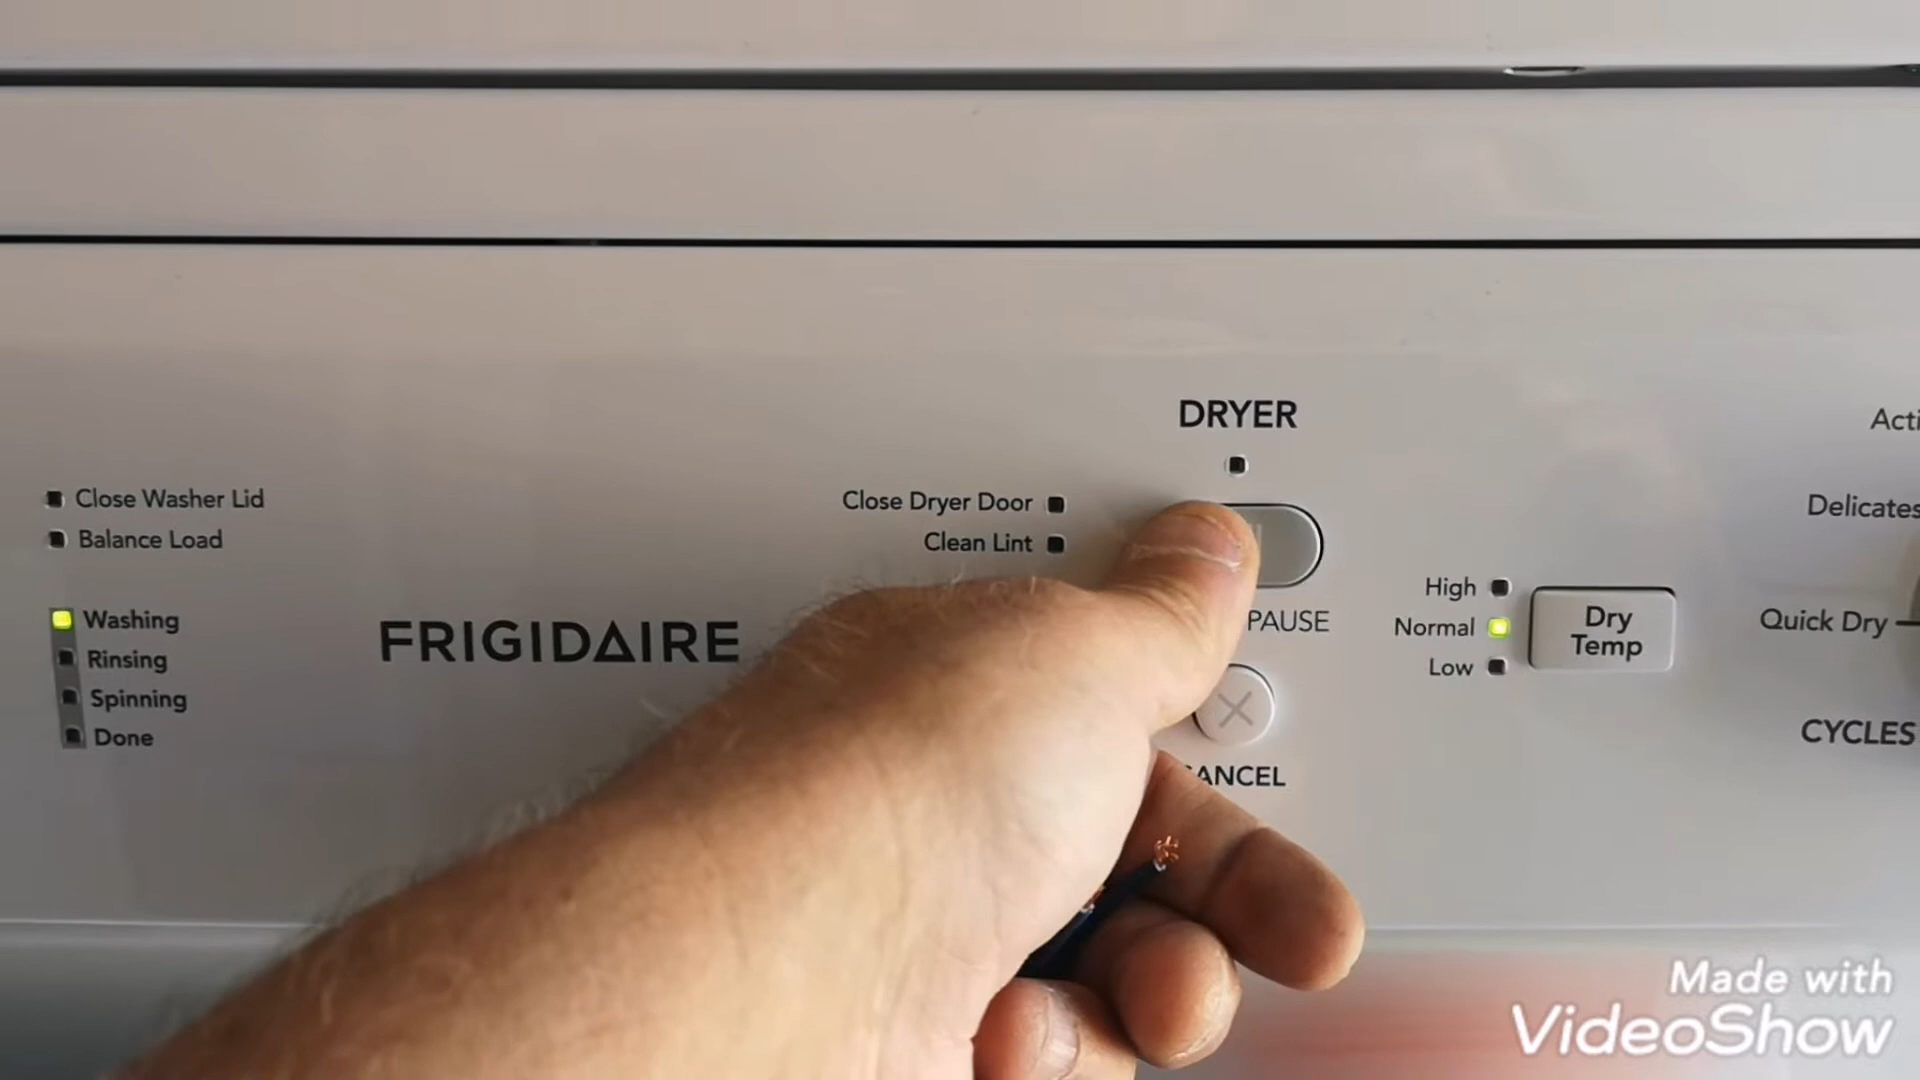 DRYER
Acti
Close Washer Lid
Balance Load
Close Dryer Door
Clean Lint
Delicates
Washing
Rinsing
Spinning
Done
FRIGIDAIRE
PAUSE
High
Normal
Low
Dry
Temp
Quick Dry
CYCLES
ANCEL
Made with
VideoShow